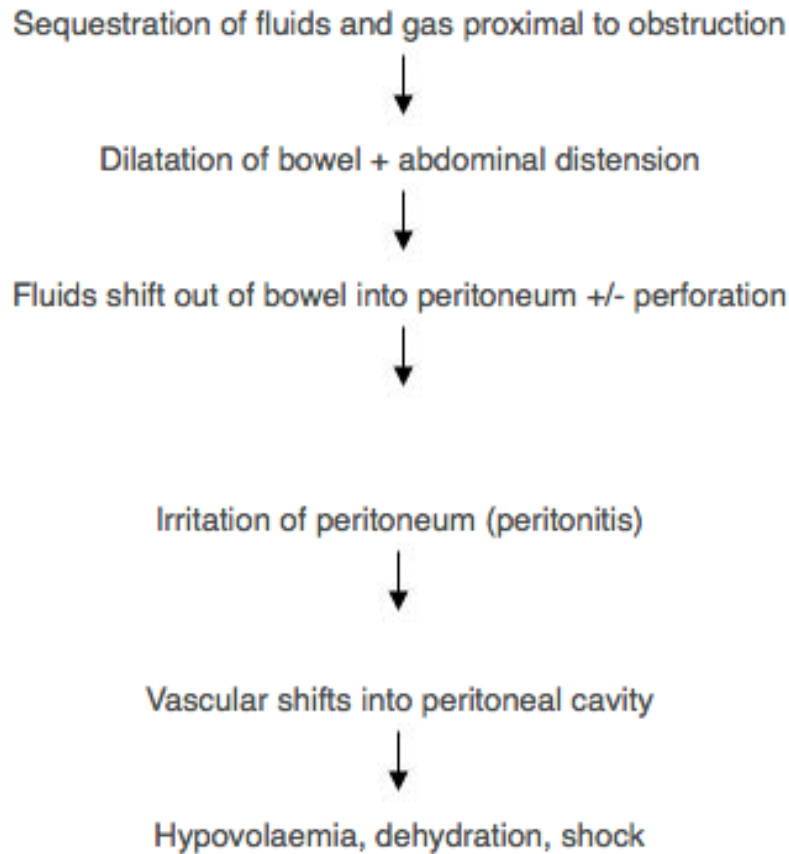 Sequestration of fluids and gas proximal to obstruction
Dilatation of bowel + abdominal distension
Fluids shift out of bowel into peritoneum +/- perforation
Irritation of peritoneum (peritonitis)
Vascular shifts into peritoneal cavity
Hypovolaemia, dehydration, shock